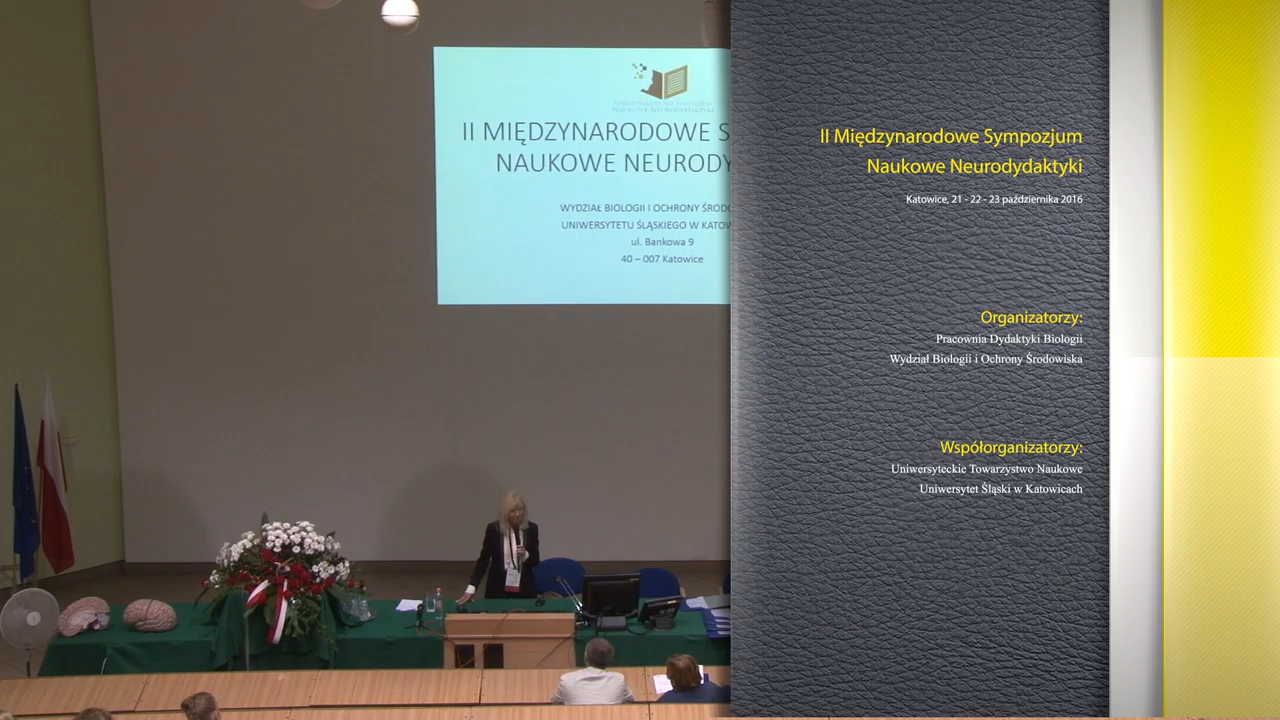 II MIĘDZYNARODOWE S
NAUKOWE NEURODY
WYDZIAŁ BIOLOGII I OCHRONY ŚRODO
UNIWERSYTETU ŚLĄSKIEGO W KATOW
ul. Bankowa 9
40 – 007 Katowice
II Międzynarodowe Sympozjum
Naukowe Neurodydaktyki
Katowice, 21 - 22 - 23 października 2016
Organizatorzy:
Pracownia Dydaktyki Biologii
Wydział Biologii i Ochrony Środowiska
Współorganizatorzy:
Uniwersyteckie Towarzystwo Naukowe
Uniwersytet Śląski w Katowicach